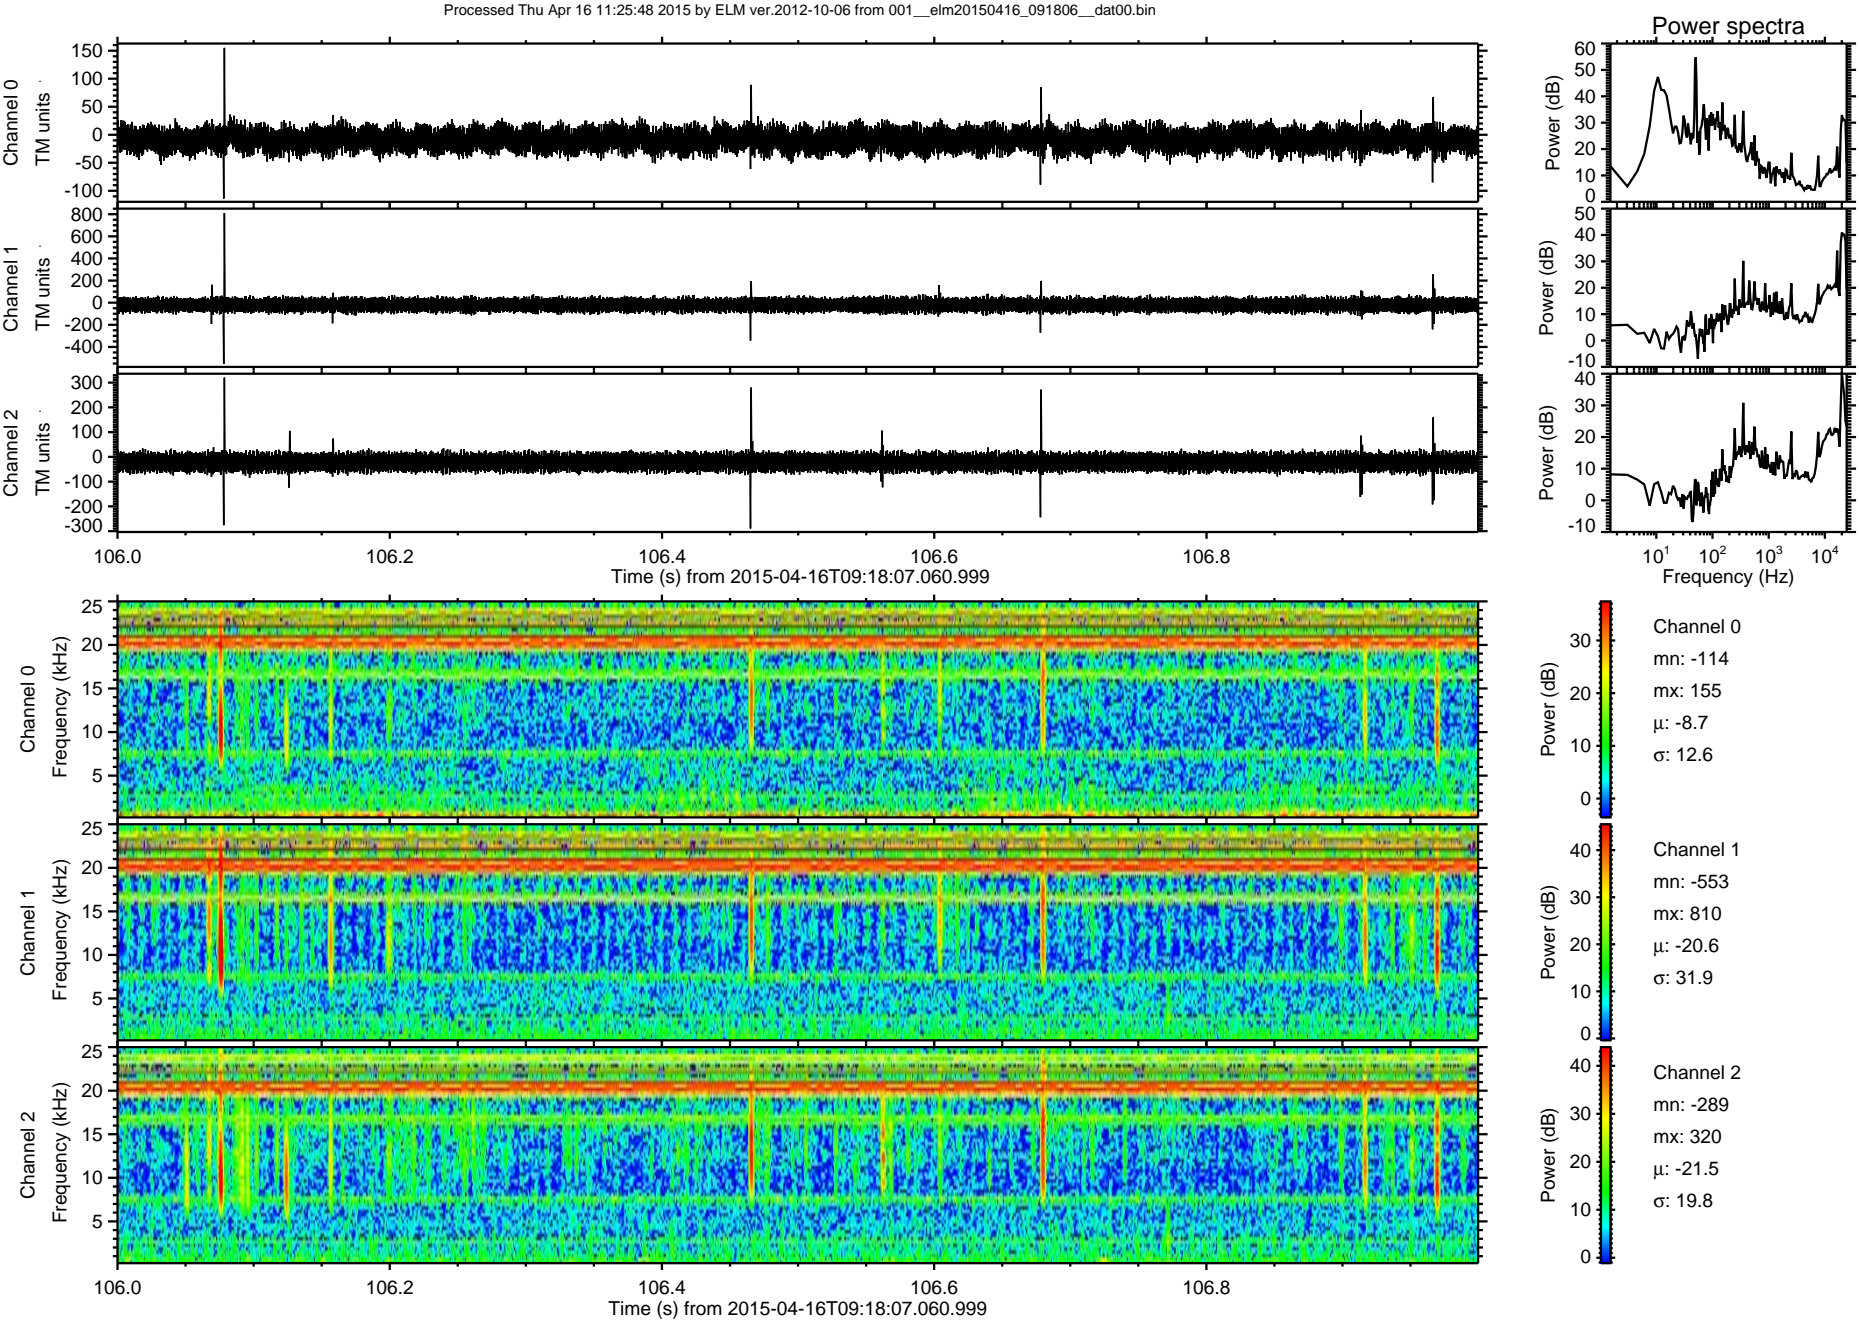 Processed Thu Apr 16 11:25:48 2015 by ELM ver.2012-10-06 from 001__elm20150416_091806__dat00.bin
Power spectra
Channel 0
TM units
150
100
50
0
-50
-100
Power (dB)
60
50
40
30
20
10
0
Channel 1
TM units
800
600
400
200
0
-200
-400
Power (dB)
50
40
30
20
10
0
-10
Channel 2
TM units
300
200
100
0
-100
-200
-300
Power (dB)
40
30
20
10
0
-10
106.0 106.2 106.4 106.6 106.8
Time (s) from 2015-04-16T09:18:07.060.999
10^1 10^2 10^3 10^4
Frequency (Hz)
Channel 0
Frequency (kHz)
25
20
15
10
5
Power (dB)
30
20
10
0
Channel 0
mn: -114
mx: 155
μ: -8.7
σ: 12.6
Channel 1
Frequency (kHz)
25
20
15
10
5
Power (dB)
40
30
20
10
0
Channel 1
mn: -553
mx: 810
μ: -20.6
σ: 31.9
Channel 2
Frequency (kHz)
25
20
15
10
5
Power (dB)
40
30
20
10
0
Channel 2
mn: -289
mx: 320
μ: -21.5
σ: 19.8
106.0 106.2 106.4 106.6 106.8
Time (s) from 2015-04-16T09:18:07.060.999